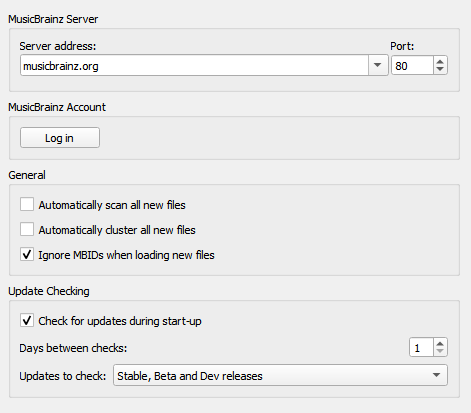 MusicBrainz Server
Server address: Port:
musicbrainz.org 80
MusicBrainz Account
Log in
General
Automatically scan all new files
Automatically cluster all new files
Ignore MBIDs when loading new files
Update Checking
Check for updates during start-up
Days between checks: 1
Updates to check: Stable, Beta and Dev releases